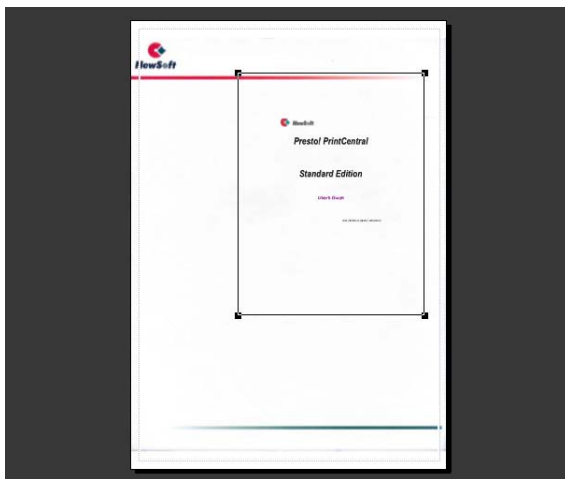 NewSoft
NewSoft
Presto! PrintCentral
Standard Edition
User's Guide